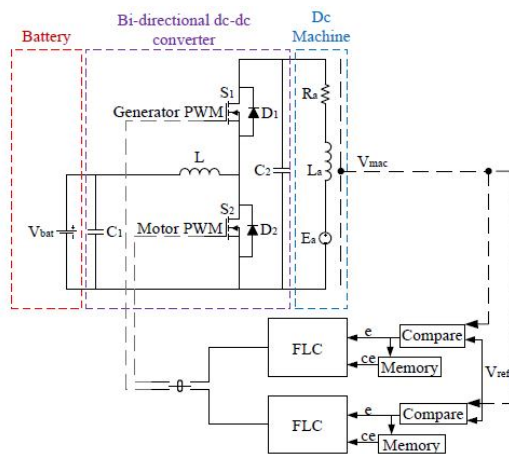 Bi-directional dc-dc
converter
Dc
Machine
Battery
S1
Generator PWM
D1
Ra
L
C2
La
Vmac
S2
Vbat
C1
Motor PWM
D2
Ea
FLC
e
Compare
ce
Memory
Vref
FLC
e
Compare
ce
Memory